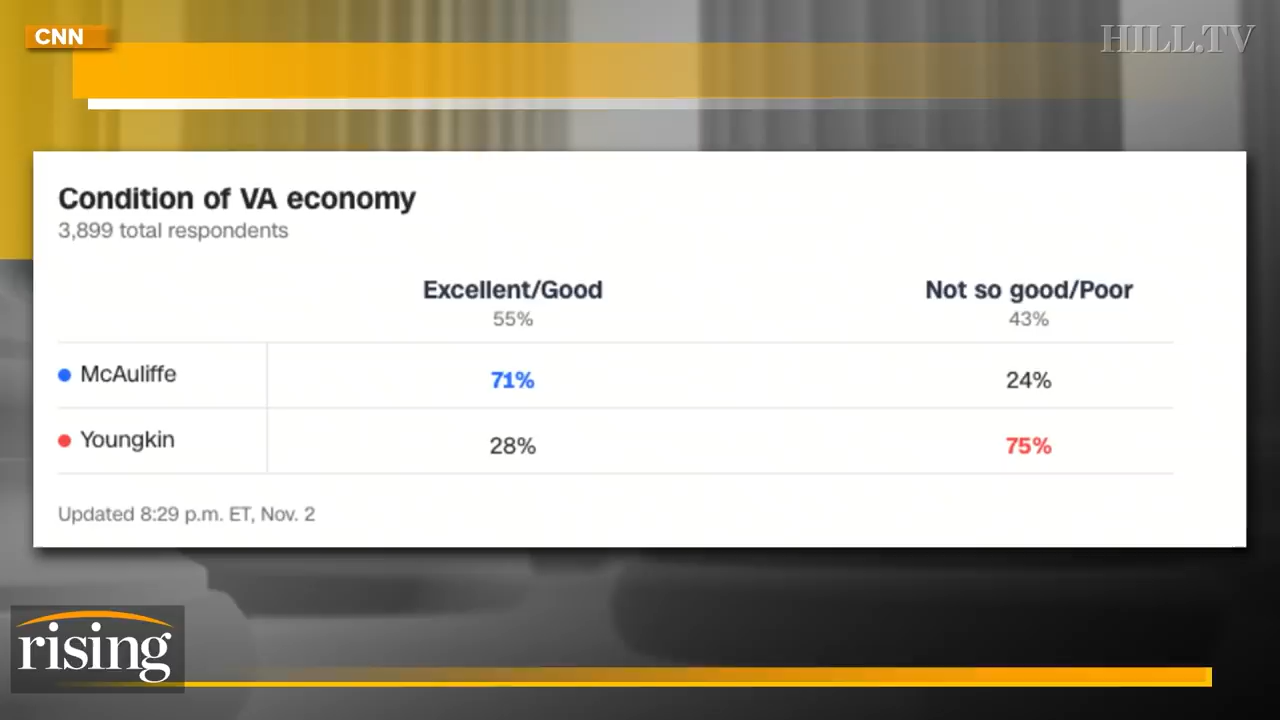 CNN
HILL.TV
Condition of VA economy
3,899 total respondents
Excellent/Good Not so good/Poor
55% 43%
McAuliffe 71% 24%
Youngkin 28% 75%
Updated 8:29 p.m. ET, Nov. 2
rising